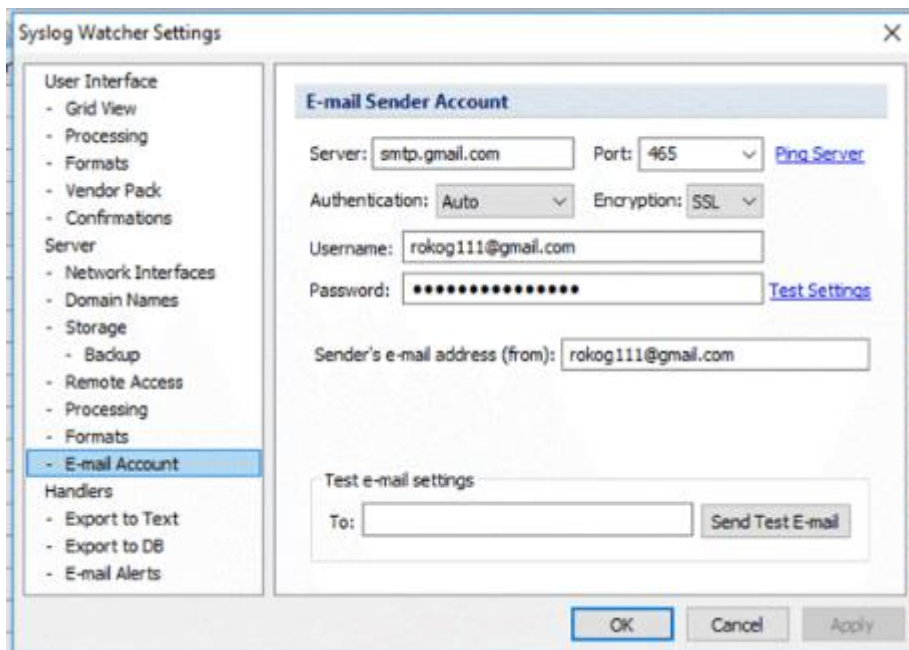 Syslog Watcher Settings
User Interface
- Grid View
- Processing
- Formats
- Vendor Pack
- Confirmations
Server
- Network Interfaces
- Domain Names
- Storage
- Backup
- Remote Access
- Processing
- Formats
- E-mail Account
Handlers
- Export to Text
- Export to DB
- E-mail Alerts
E-mail Sender Account
Server: smtp.gmail.com Port: 465 Ping Server
Authentication: Auto Encryption: SSL
Username: rokog111@gmail.com
Password: ••••••••••••••• Test Settings
Sender's e-mail address (from): rokog111@gmail.com
Test e-mail settings
To: Send Test E-mail
OK Cancel Apply